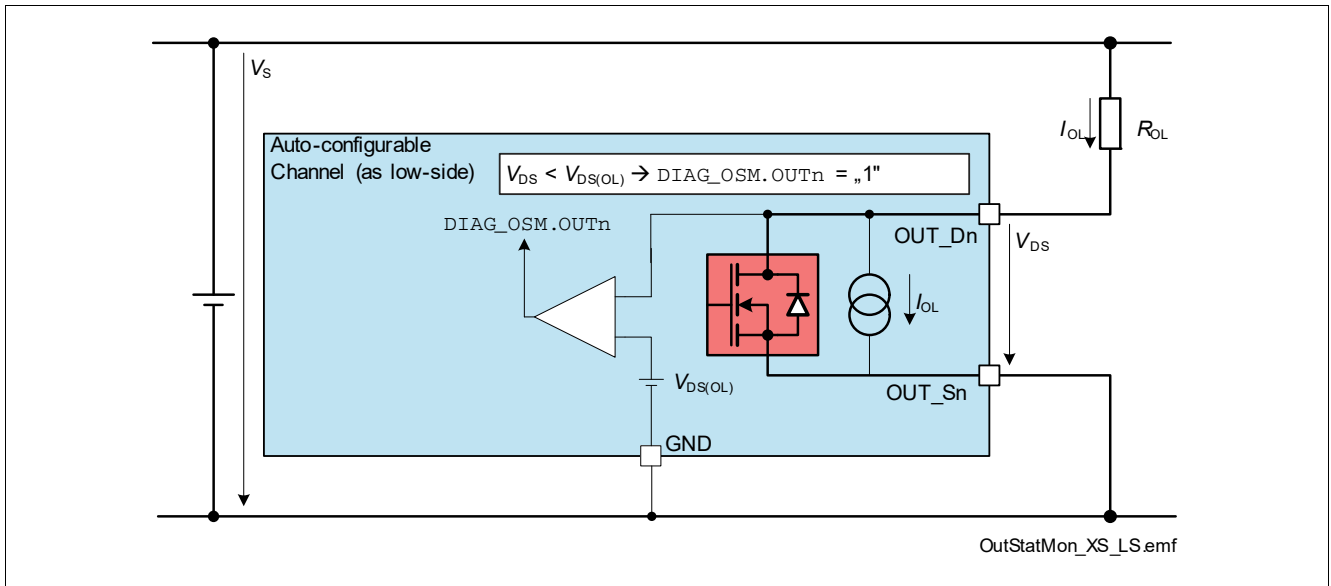 VS
IOL
ROL
Auto-configurable
Channel (as low-side)
VDS < VDS(OL) → DIAG_OSM.OUTn = „1"
DIAG_OSM.OUTn
OUT_Dn
VDS
IOL
VDS(OL)
OUT_Sn
GND
OutStatMon_XS_LS.emf